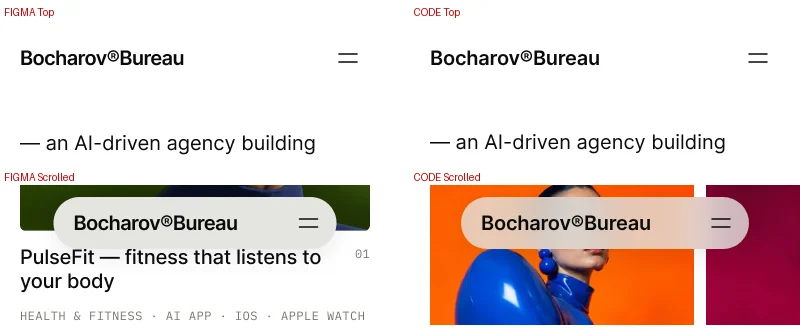 FIGMA Top
CODE Top
Bocharov®Bureau
Bocharov®Bureau
— an AI-driven agency building
— an AI-driven agency building
FIGMA Scrolled
CODE Scrolled
Bocharov®Bureau
Bocharov®Bureau
PulseFit — fitness that listens to
your body
01
HEALTH & FITNESS · AI APP · IOS · APPLE WATCH